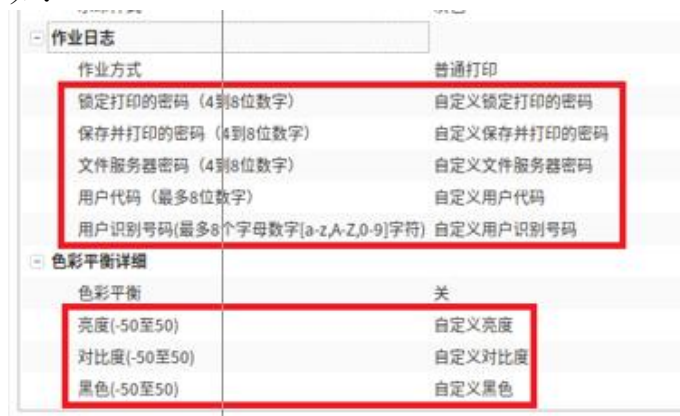 作业日志
作业方式 普通打印
锁定打印的密码（4到8位数字） 自定义锁定打印的密码
保存并打印的密码（4到8位数字） 自定义保存并打印的密码
文件服务器密码（4到8位数字） 自定义文件服务器密码
用户代码（最多8位数字） 自定义用户代码
用户识别号码(最多8个字母数字[a-z,A-Z,0-9]字符) 自定义用户识别号码
色彩平衡详细
色彩平衡 关
亮度(-50至50) 自定义亮度
对比度(-50至50) 自定义对比度
黑色(-50至50) 自定义黑色